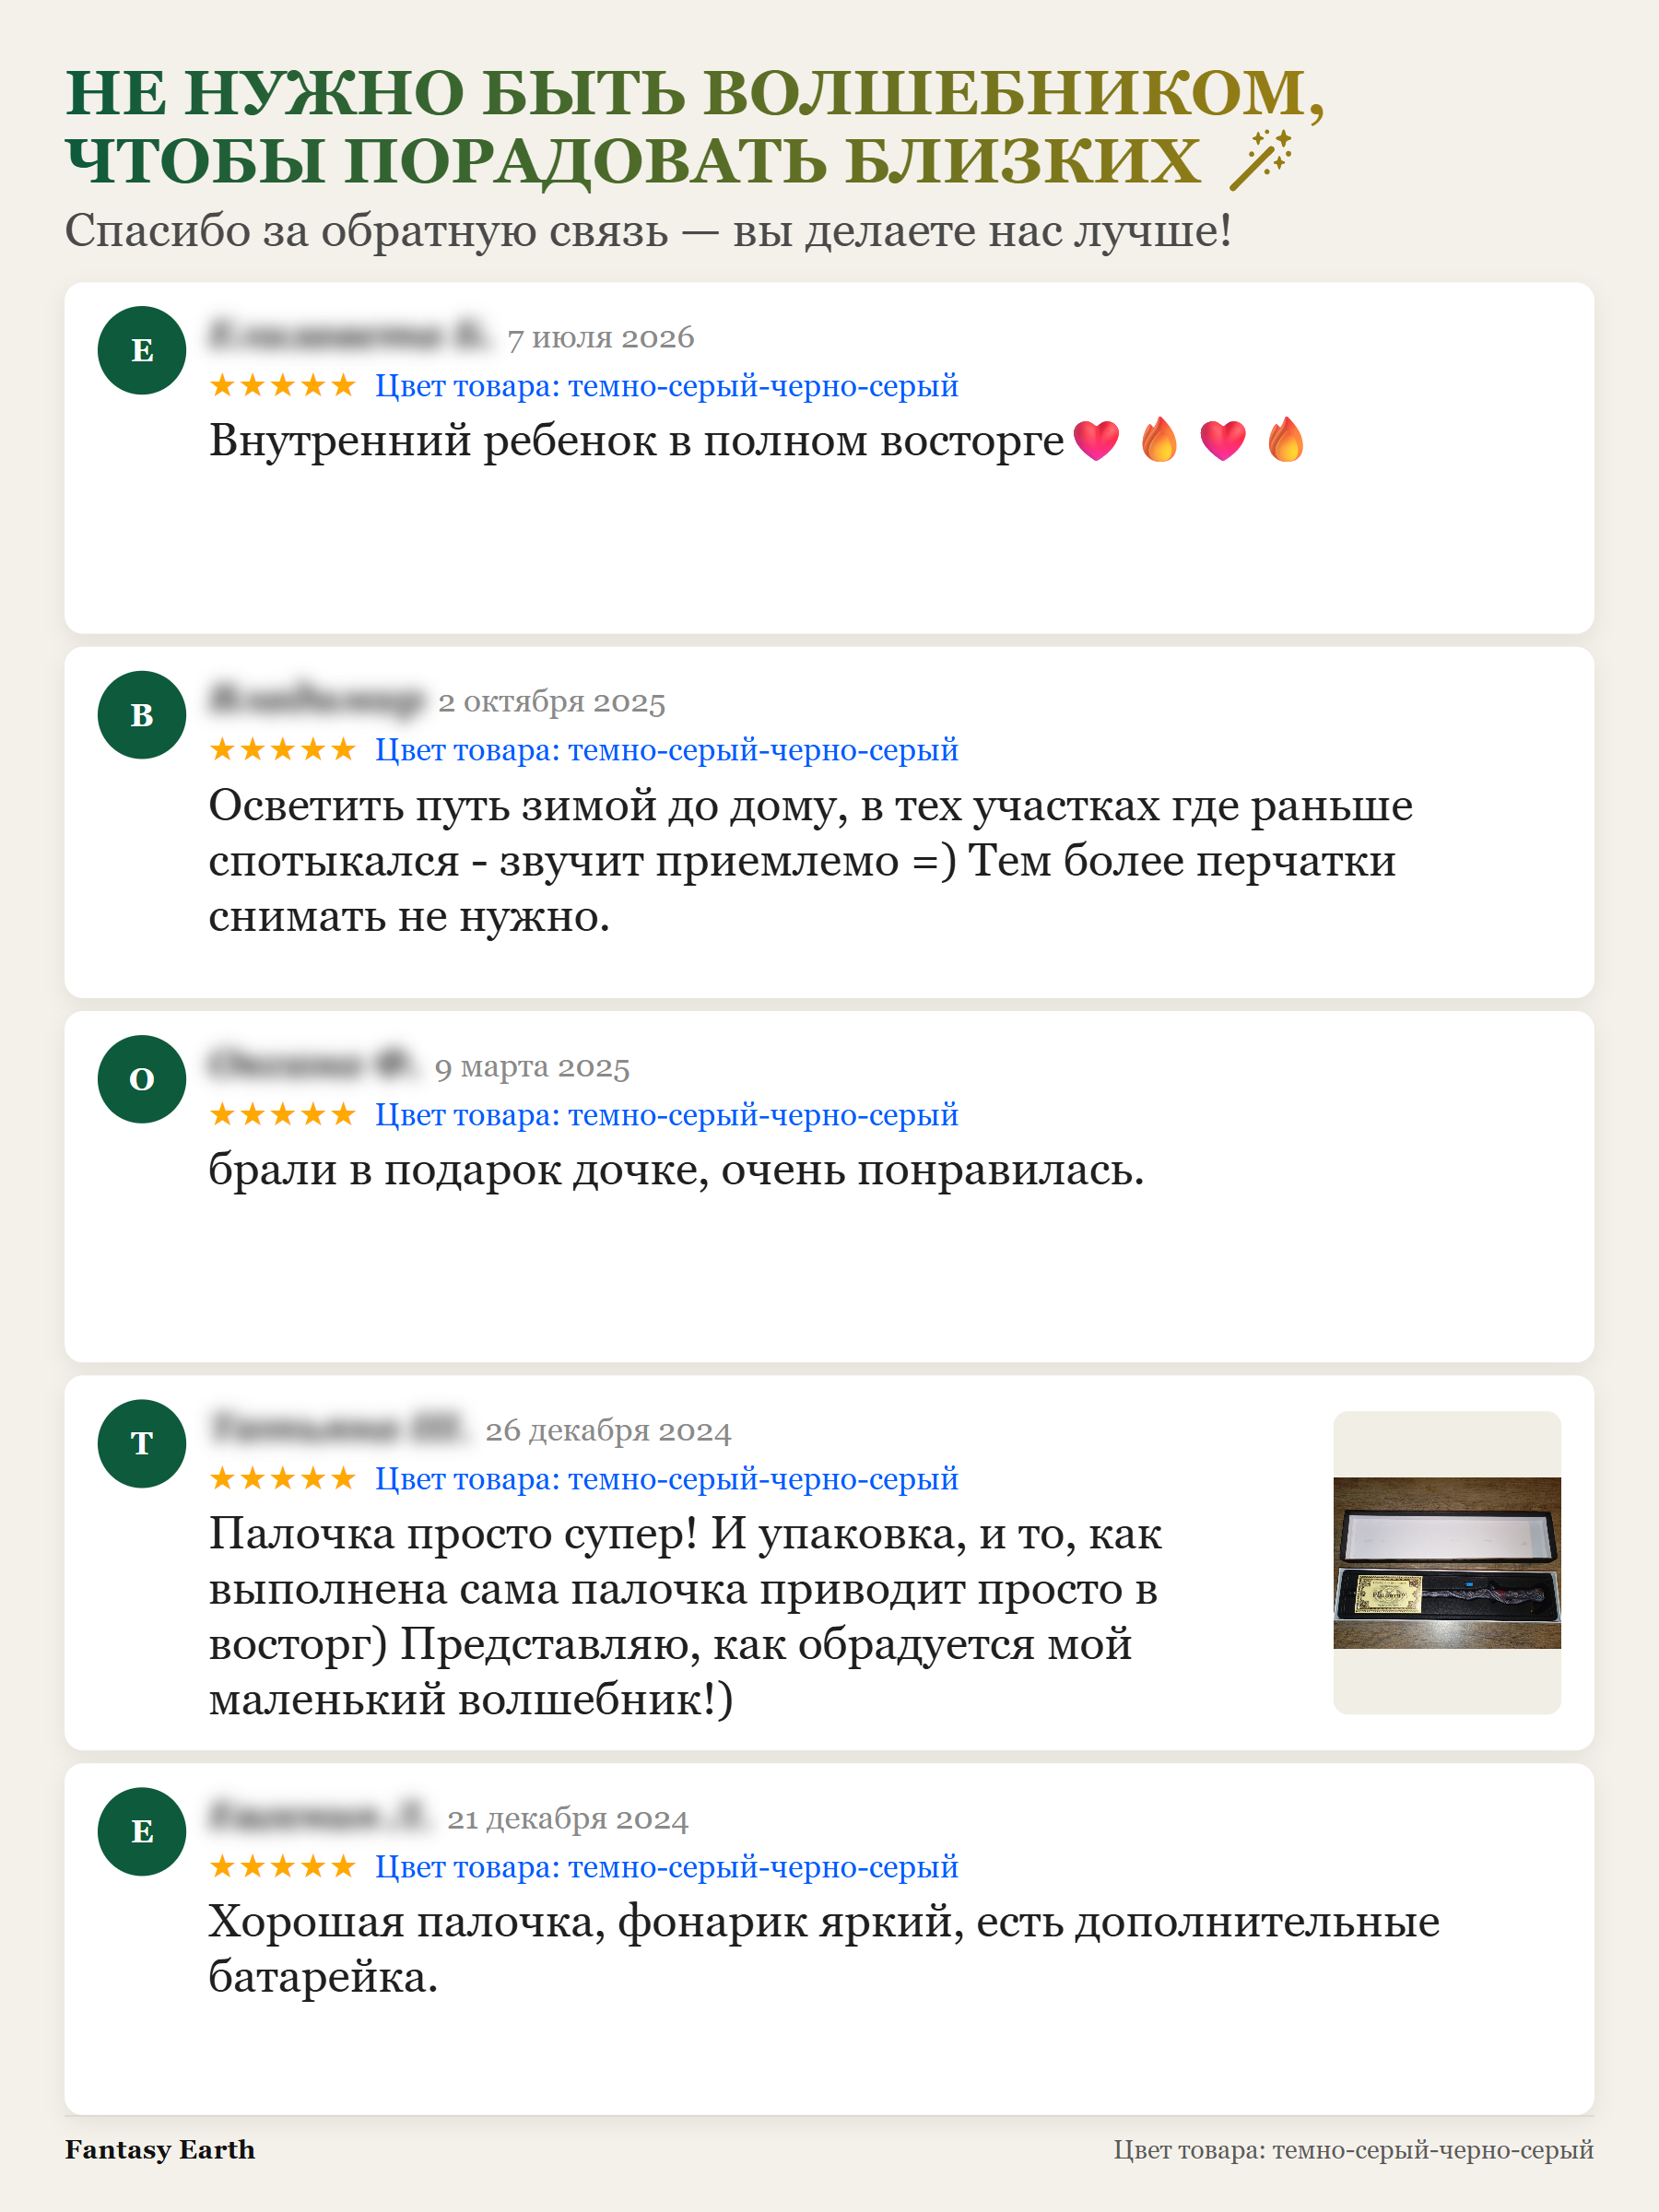 НЕ НУЖНО БЫТЬ ВОЛШЕБНИКОМ,
ЧТОБЫ ПОРАДОВАТЬ БЛИЗКИХ
Спасибо за обратную связь — вы делаете нас лучше!
Е
7 июля 2026
★★★★★ Цвет товара: темно-серый-черно-серый
Внутренний ребенок в полном восторге
В
2 октября 2025
★★★★★ Цвет товара: темно-серый-черно-серый
Осветить путь зимой до дому, в тех участках где раньше
спотыкался - звучит приемлемо =) Тем более перчатки
снимать не нужно.
О
9 марта 2025
★★★★★ Цвет товара: темно-серый-черно-серый
брали в подарок дочке, очень понравилась.
Т
26 декабря 2024
★★★★★ Цвет товара: темно-серый-черно-серый
Палочка просто супер! И упаковка, и то, как
выполнена сама палочка приводит просто в
восторг) Представляю, как обрадуется мой
маленький волшебник!)
Е
21 декабря 2024
★★★★★ Цвет товара: темно-серый-черно-серый
Хорошая палочка, фонарик яркий, есть дополнительные
батарейка.
Fantasy Earth
Цвет товара: темно-серый-черно-серый